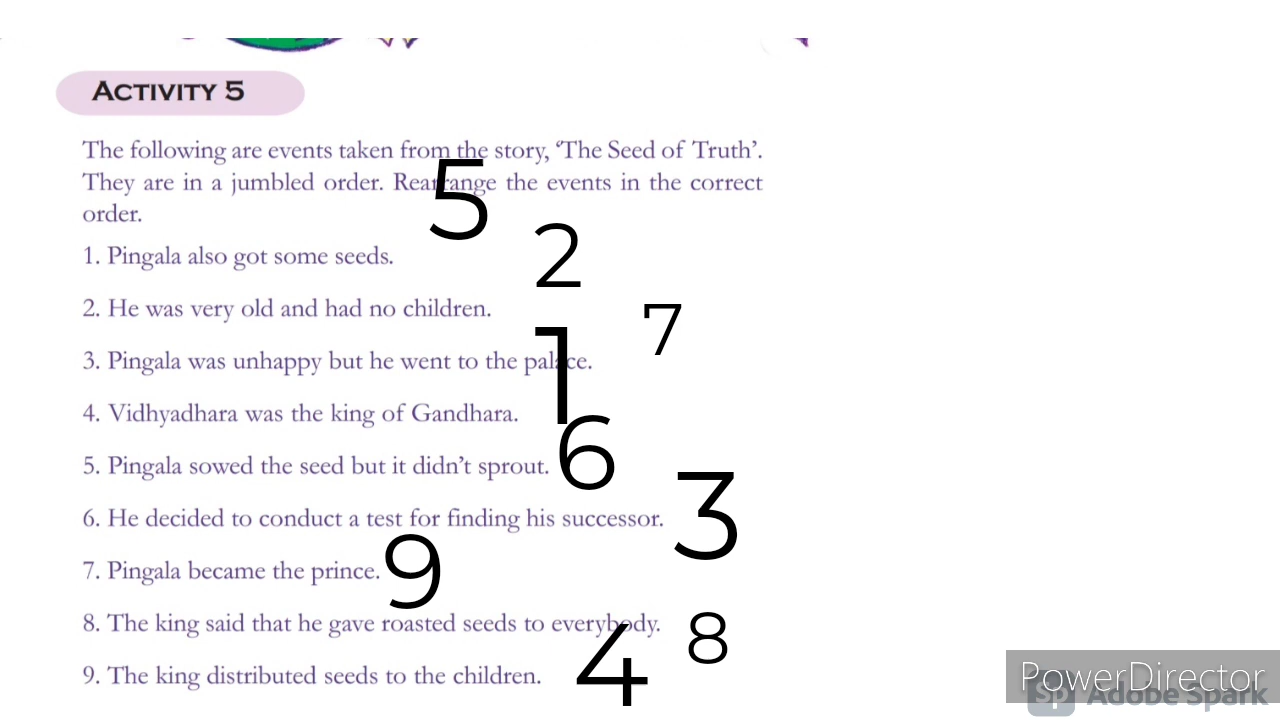 ACTIVITY 5
The following are events taken from the story, ‘The Seed of Truth’.
They are in a jumbled order. Rearrange the events in the correct
order.
5
1. Pingala also got some seeds.
2
2. He was very old and had no children.
7
3. Pingala was unhappy but he went to the palace.
1
4. Vidhyadhara was the king of Gandhara.
5. Pingala sowed the seed but it didn’t sprout.
6
6. He decided to conduct a test for finding his successor.
3
7. Pingala became the prince.
9
8. The king said that he gave roasted seeds to everybody.
8
9. The king distributed seeds to the children.
4
PowerDirector
Sp Adobe Spark